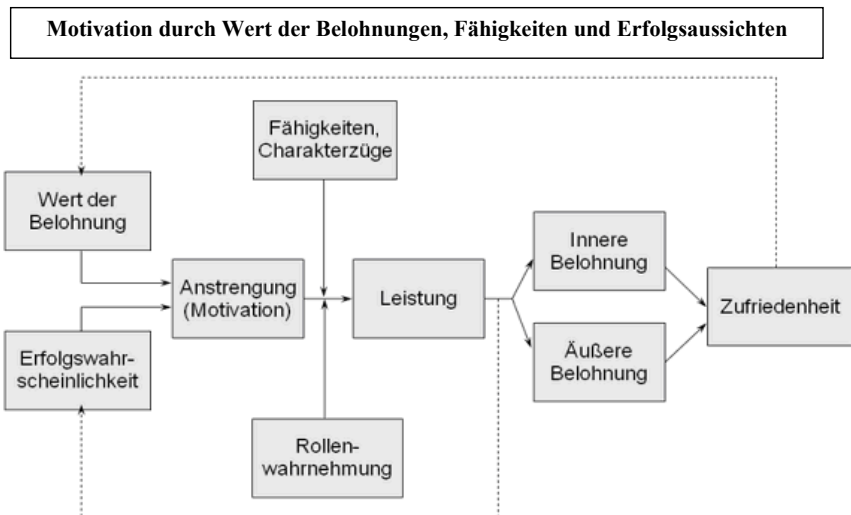 Motivation durch Wert der Belohnungen, Fähigkeiten und Erfolgsaussichten
Fähigkeiten,
Charakterzüge
Wert der
Belohnung
Anstrengung
(Motivation)
Leistung
Innere
Belohnung
Zufriedenheit
Erfolgswahr-
scheinlichkeit
Äußere
Belohnung
Rollen-
wahrnehmung